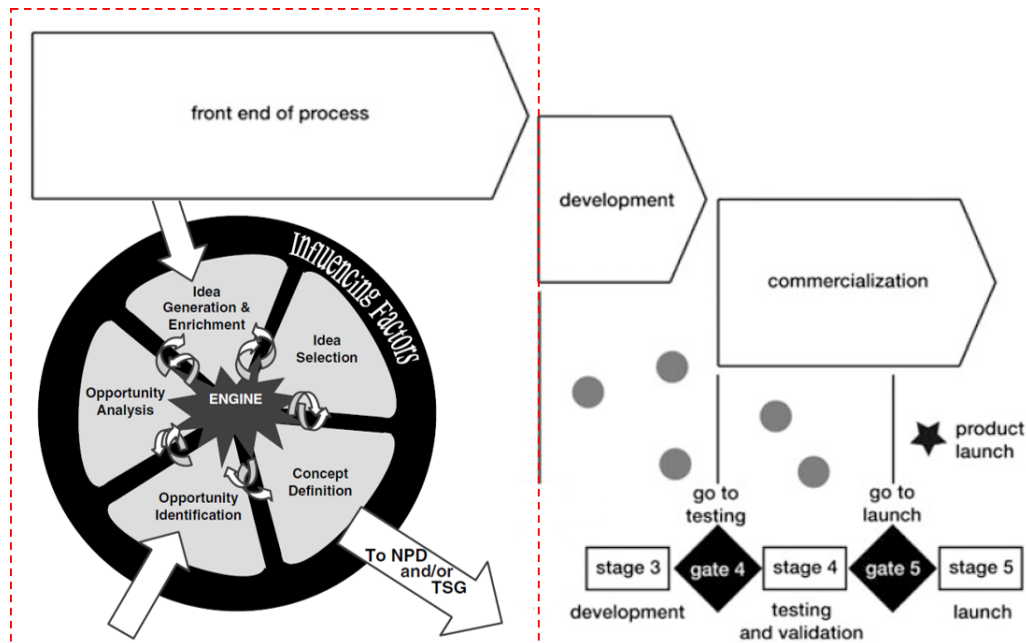 front end of process
development
commercialization
Influencing Factors
Idea
Generation &
Enrichment
Idea
Selection
ENGINE
Opportunity
Analysis
Opportunity
Identification
Concept
Definition
To NPD
and/or
TSG
product
launch
go to
testing
go to
launch
stage 3
gate 4
stage 4
gate 5
stage 5
development
testing
and validation
launch